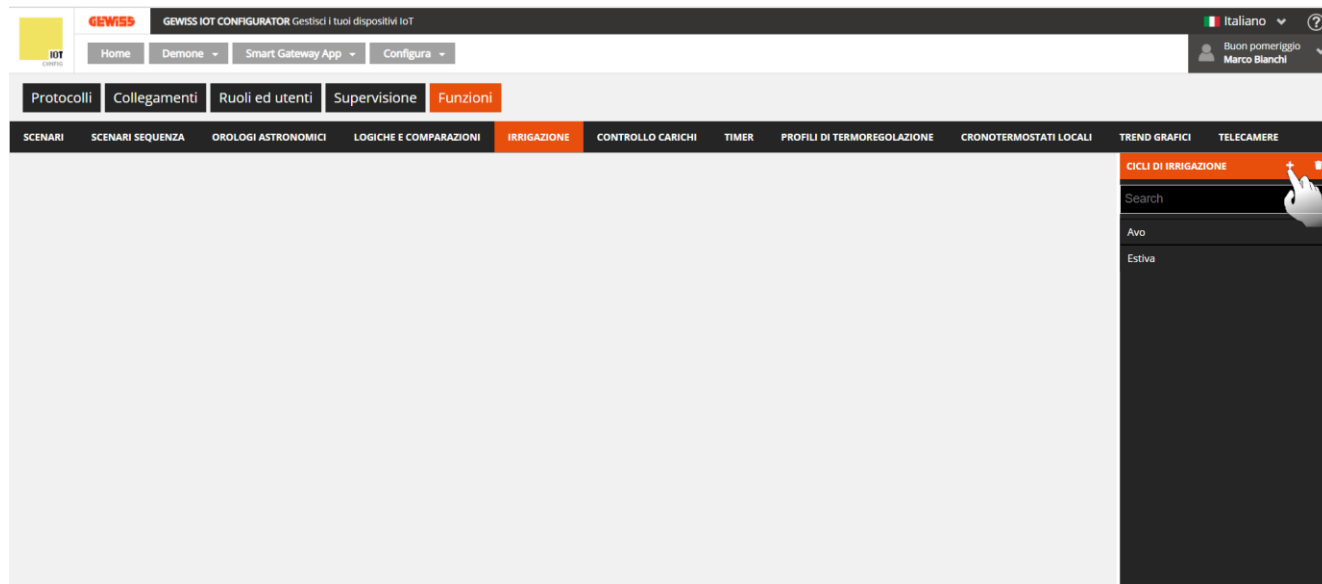 GEWISS GEWISS IOT CONFIGURATOR Gestisci i tuoi dispositivi IoT Italiano
IOT CONFIG
Home Demone Smart Gateway App Configura
Buon pomeriggio
Marco Bianchi
Protocolli Collegamenti Ruoli ed utenti Supervisione Funzioni
SCENARI SCENARI SEQUENZA OROLOGI ASTRONOMICI LOGICHE E COMPARAZIONI IRRIGAZIONE CONTROLLO CARICHI TIMER PROFILI DI TERMOREGOLAZIONE CRONOTERMOSTATI LOCALI TREND GRAFICI TELECAMERE
CICLI DI IRRIGAZIONE +
Search
Avo
Estiva